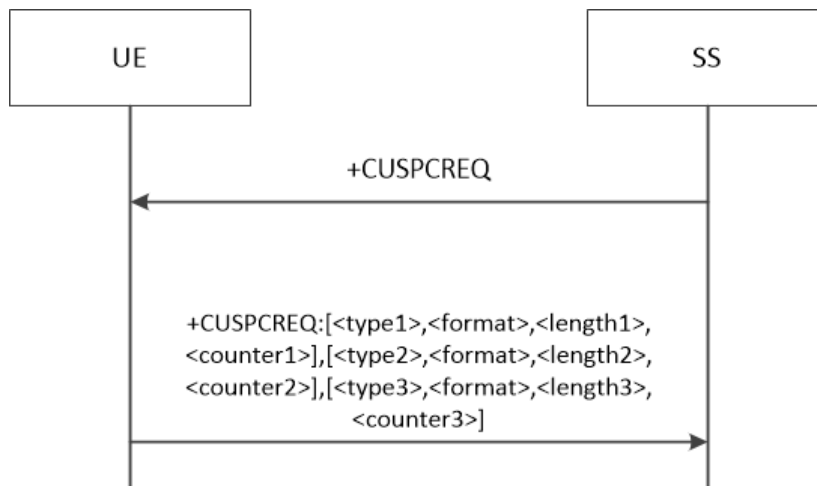 UE
SS
+CUSPCREQ
+CUSPCREQ:[<type1>,<format>,<length1>,
<counter1>],[<type2>,<format>,<length2>,
<counter2>],[<type3>,<format>,<length3>,
<counter3>]